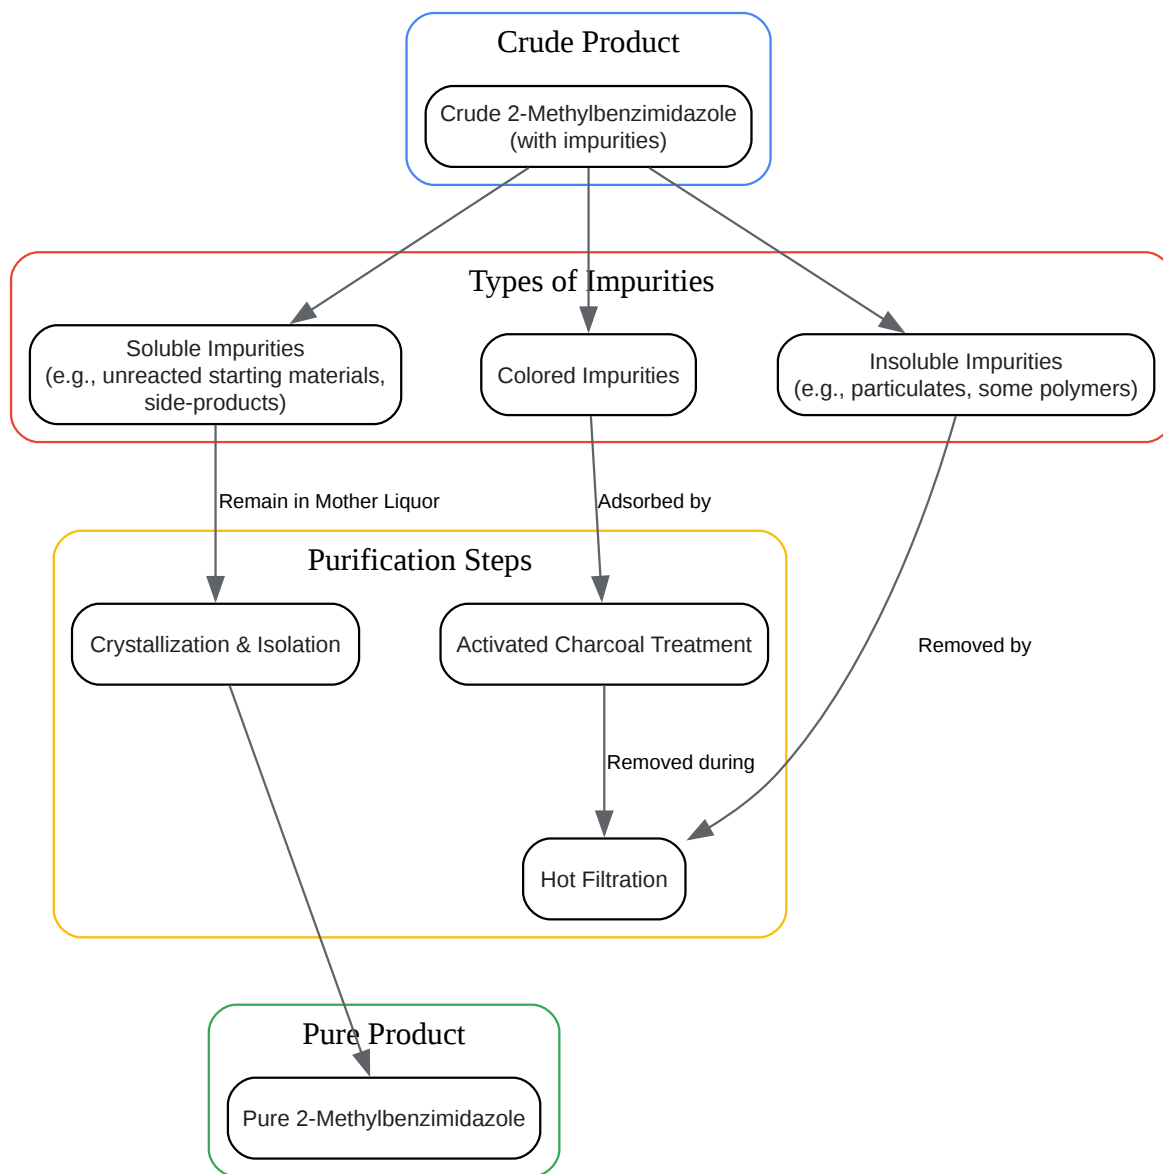 Crude Product
Crude 2-Methylbenzimidazole
(with impurities)
Types of Impurities
Soluble Impurities
(e.g., unreacted starting materials,
side-products)
Colored Impurities
Insoluble Impurities
(e.g., particulates, some polymers)
Remain in Mother Liquor
Adsorbed by
Purification Steps
Crystallization & Isolation
Activated Charcoal Treatment
Removed by
Removed during
Hot Filtration
Pure Product
Pure 2-Methylbenzimidazole